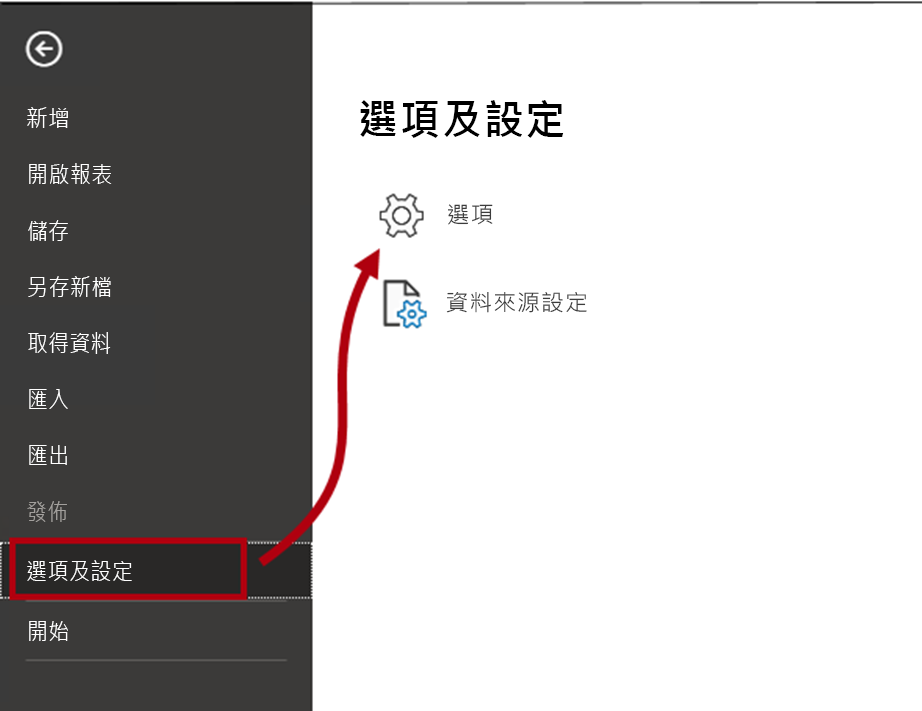 新增
開啟報表
儲存
另存新檔
取得資料
匯入
匯出
發佈
選項及設定
開始
選項及設定
選項
資料來源設定